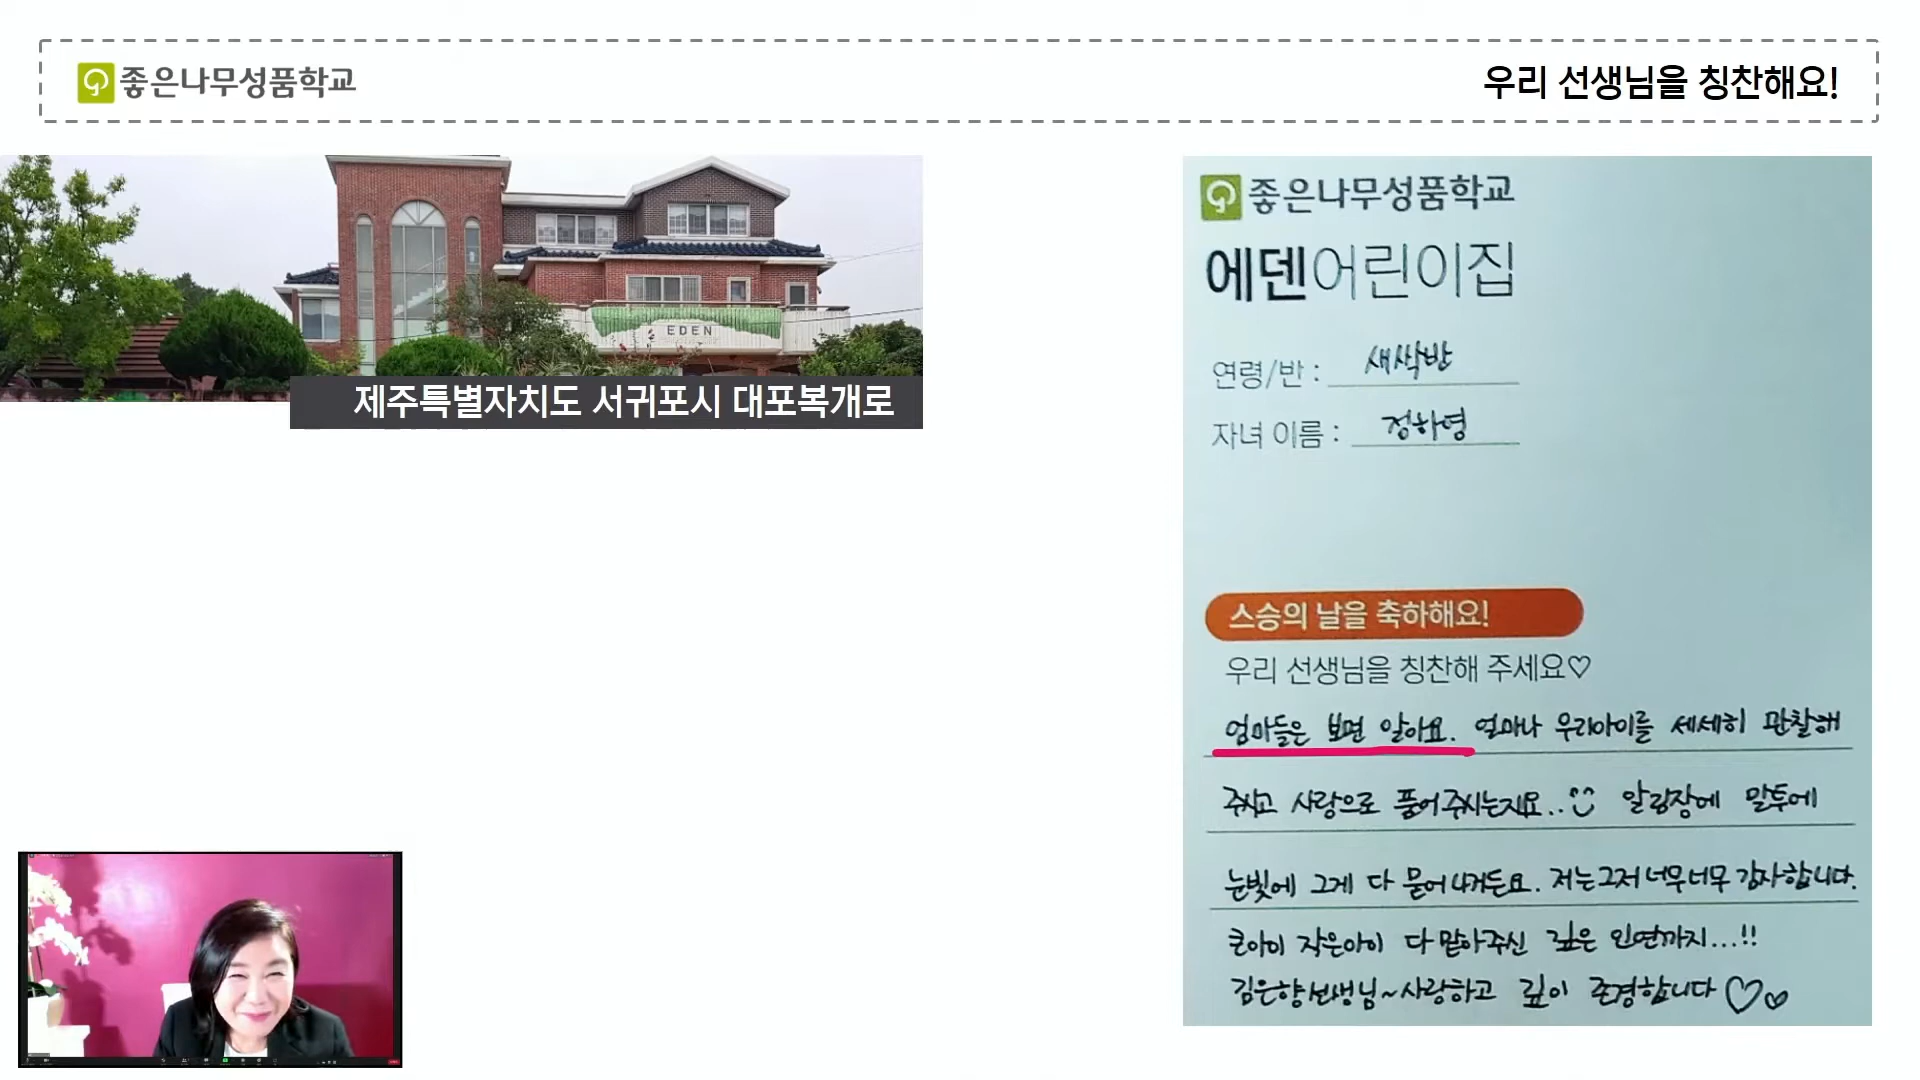 좋은나무성품학교
우리 선생님을 칭찬해요!
EDEN
제주특별자치도 서귀포시 대포복개로
좋은나무성품학교
에덴어린이집
연령/반 : 새싹반
자녀 이름 : 정하영
스승의 날을 축하해요!
우리 선생님을 칭찬해 주세요♡
엄마들은 보면 알아요. 얼마나 우리아이를 세세히 관찰해
주시고 사랑으로 품어주시는지요.. 알림장에 말투에
눈빛에 그게 다 묻어나거든요. 저는 그저 너무너무 감사합니다.
큰아이 작은아이 다 맡아주신 깊은 인연까지...!!
김은향선생님~사랑하고 깊이 존경합니다♡♡